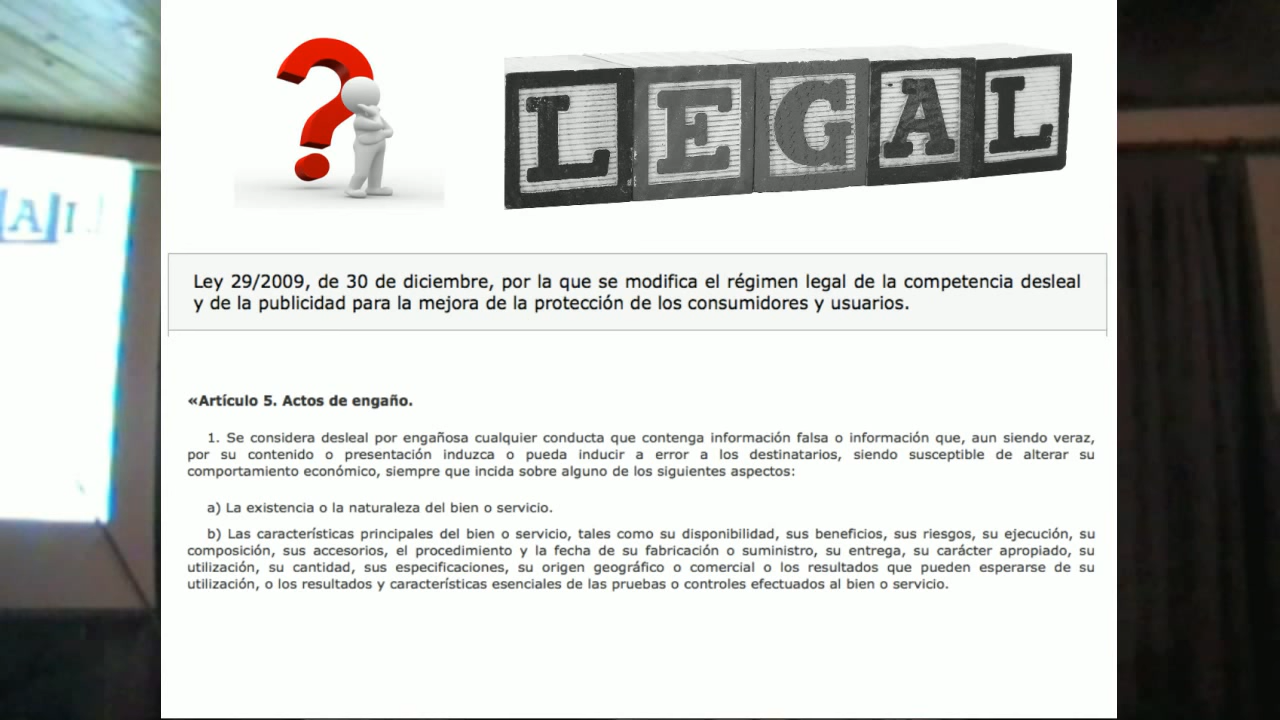 LEGAL
Ley 29/2009, de 30 de diciembre, por la que se modifica el régimen legal de la competencia desleal
y de la publicidad para la mejora de la protección de los consumidores y usuarios.
«Artículo 5. Actos de engaño.
1. Se considera desleal por engañosa cualquier conducta que contenga información falsa o información que, aun siendo veraz,
por su contenido o presentación induzca o pueda inducir a error a los destinatarios, siendo susceptible de alterar su
comportamiento económico, siempre que incida sobre alguno de los siguientes aspectos:
a) La existencia o la naturaleza del bien o servicio.
b) Las características principales del bien o servicio, tales como su disponibilidad, sus beneficios, sus riesgos, su ejecución, su
composición, sus accesorios, el procedimiento y la fecha de su fabricación o suministro, su entrega, su carácter apropiado, su
utilización, su cantidad, sus especificaciones, su origen geográfico o comercial o los resultados que pueden esperarse de su
utilización, o los resultados y características esenciales de las pruebas o controles efectuados al bien o servicio.